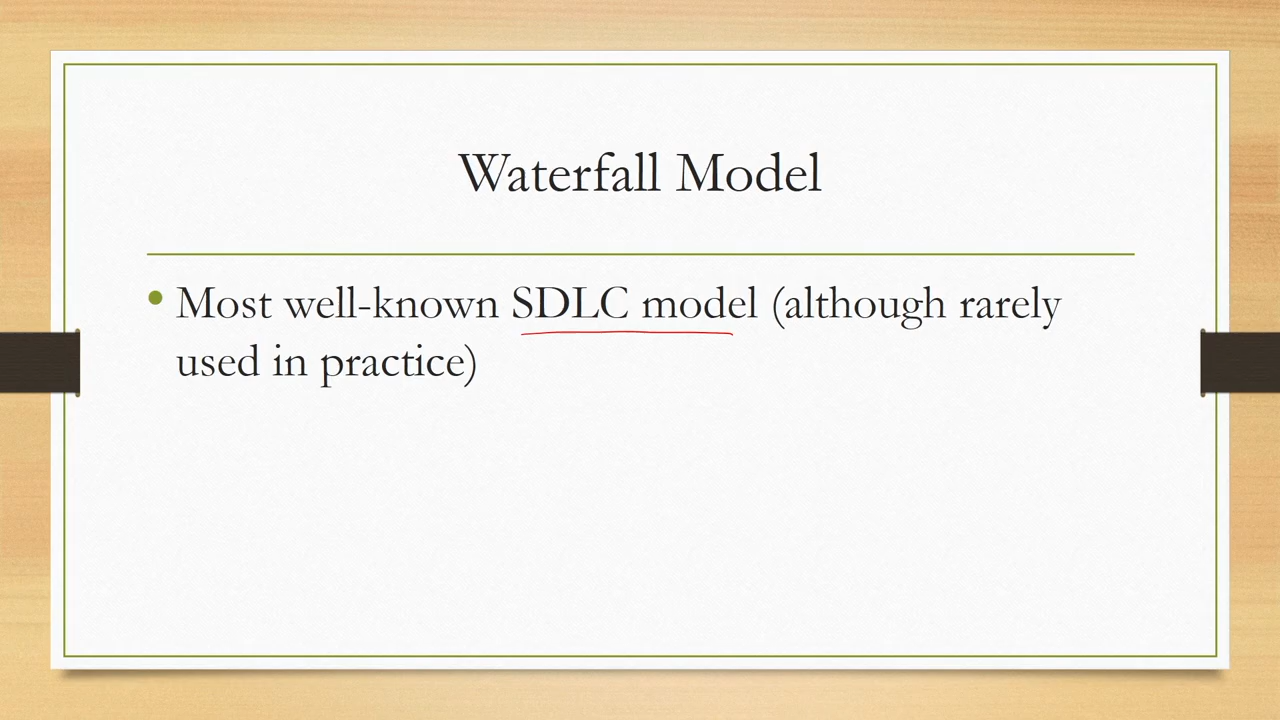 Waterfall Model
• Most well-known SDLC model (although rarely
used in practice)